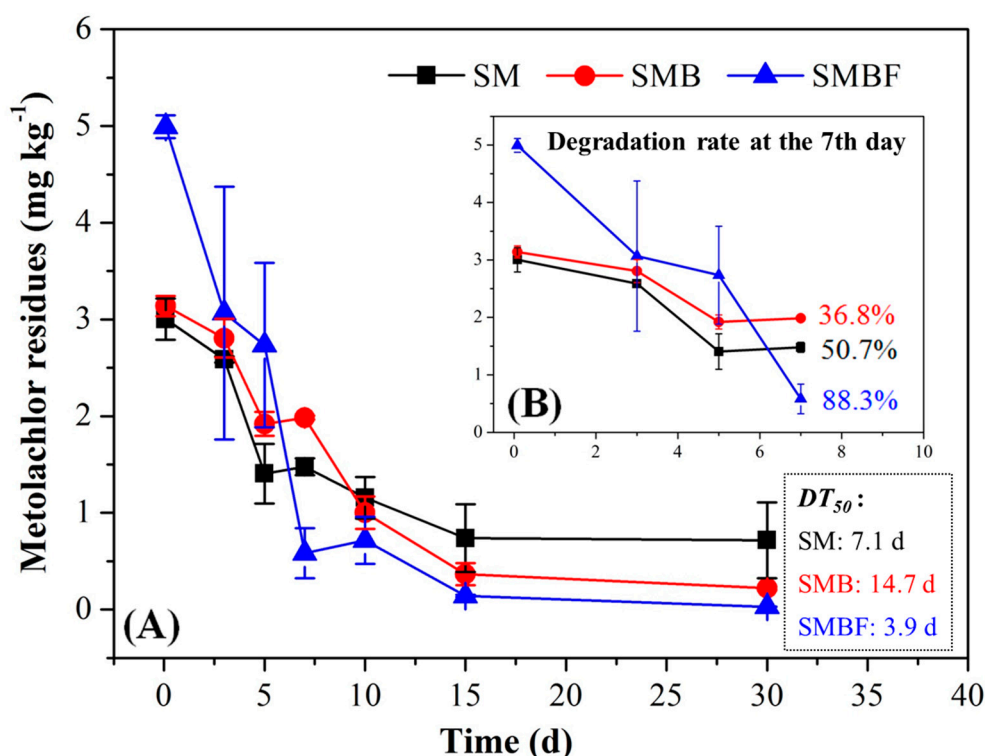 SM SMB SMBF
Metolachlor residues (mg kg⁻¹)
6
5
4
3
2
1
0
(A)
0 5 10 15 20 25 30 35 40
Time (d)
Degradation rate at the 7th day
5
4
3
2
1
0
36.8%
50.7%
88.3%
(B)
0 2 4 6 8 10
DT₅₀:
SM: 7.1 d
SMB: 14.7 d
SMBF: 3.9 d